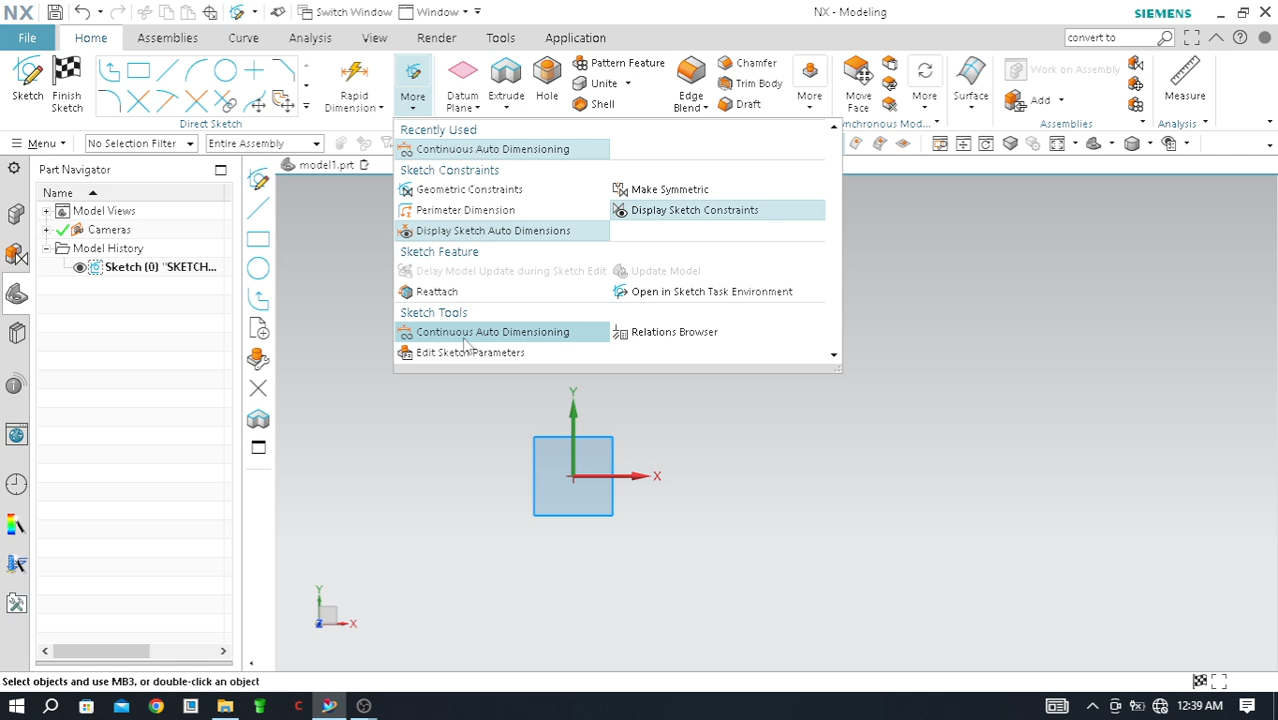 NX Switch Window Window NX - Modeling SIEMENS
File Home Assemblies Curve Analysis View Render Tools Application convert to
Sketch Finish Sketch Rapid Dimension More Datum Plane Extrude Hole Pattern Feature Unite Shell Edge Blend Chamfer Trim Body Draft More Move Face More Surface Work on Assembly Add Measure
Direct Sketch Synchronous Mod... Assemblies Analysis
Menu No Selection Filter Entire Assembly
Recently Used
Continuous Auto Dimensioning
Sketch Constraints
Geometric Constraints Make Symmetric
Perimeter Dimension Display Sketch Constraints
Display Sketch Auto Dimensions
Sketch Feature
Delay Model Update during Sketch Edit Update Model
Reattach Open in Sketch Task Environment
Sketch Tools
Continuous Auto Dimensioning Relations Browser
Edit Sketch Parameters
Part Navigator
model1.prt
Name
Model Views
Cameras
Model History
Sketch (0) "SKETCH...
Y
X
Y
Z X
Select objects and use MB3, or double-click an object
12:39 AM